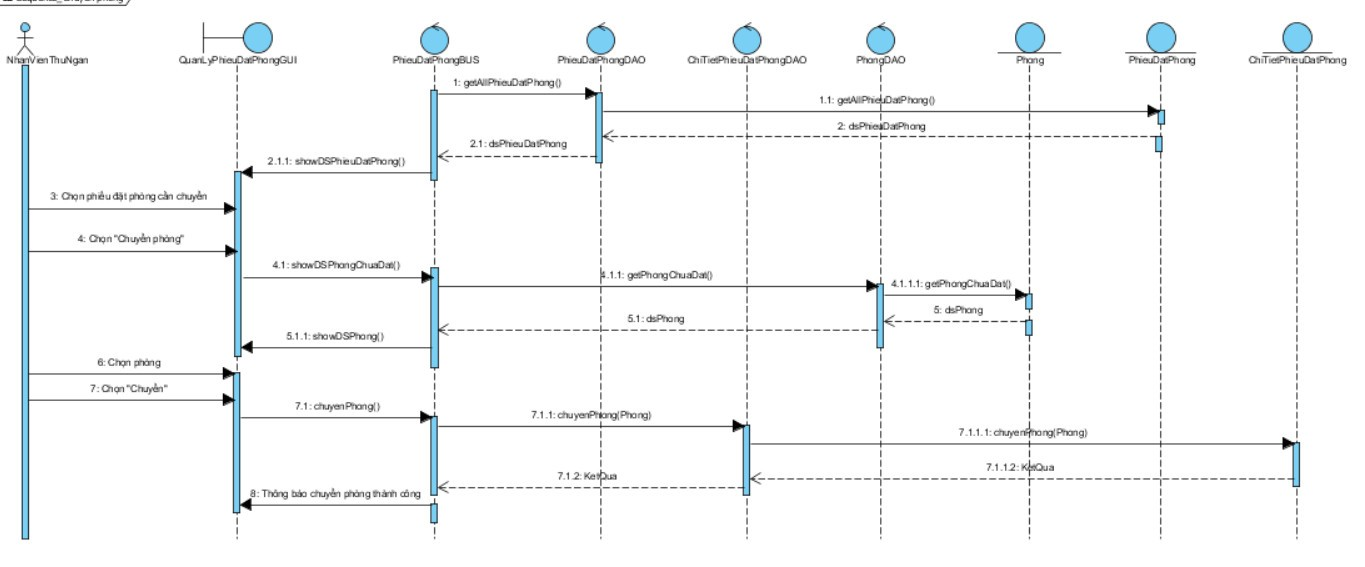 NhanVienThuNgan
QuanLyPhieuDatPhongGUI
PhieuDatPhongBUS
PhieuDatPhongDAO
ChiTietPhieuDatPhongDAO
PhongDAO
Phong
PhieuDatPhong
ChiTietPhieuDatPhong
1: getAllPhieuDatPhong()
1.1: getAllPhieuDatPhong()
2: dsPhieuDatPhong
2.1: dsPhieuDatPhong
2.1.1: showDSPhieuDatPhong()
3: Chọn phiếu đặt phòng cần chuyển
4: Chọn "Chuyển phòng"
4.1: showDSPhongChuaDat()
4.1.1: getPhongChuaDat()
4.1.1.1: getPhongChuaDat()
5: dsPhong
5.1: dsPhong
5.1.1: showDSPhong()
6: Chọn phòng
7: Chọn "Chuyển"
7.1: chuyenPhong()
7.1.1: chuyenPhong(Phong)
7.1.1.1: chuyenPhong(Phong)
7.1.1.2: KetQua
7.1.2: KetQua
8: Thông báo chuyển phòng thành công